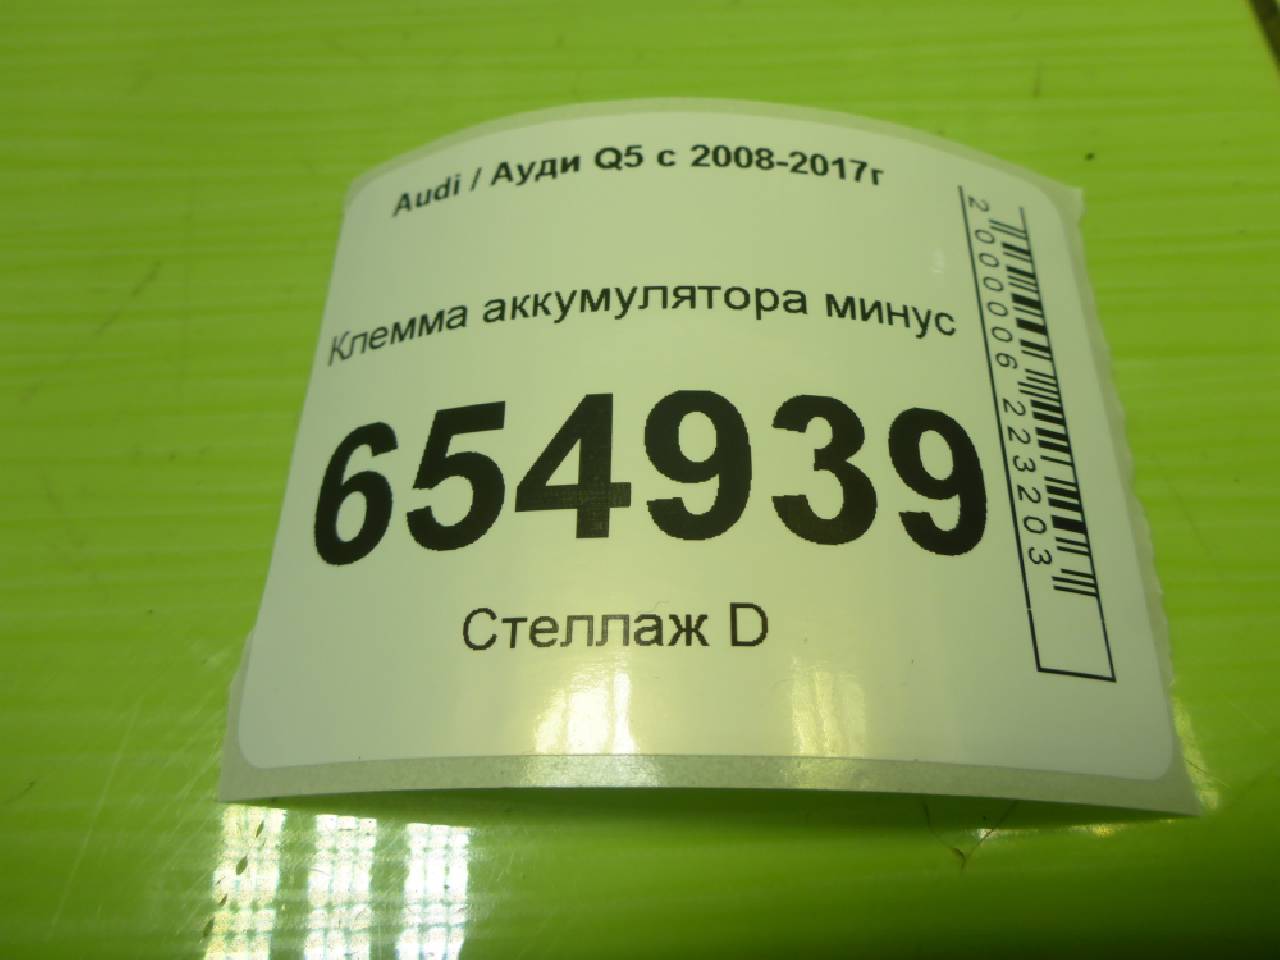 Audi / Ауди Q5 с 2008-2017г
Клемма аккумулятора минус
654939
Стеллаж D
2000006223203